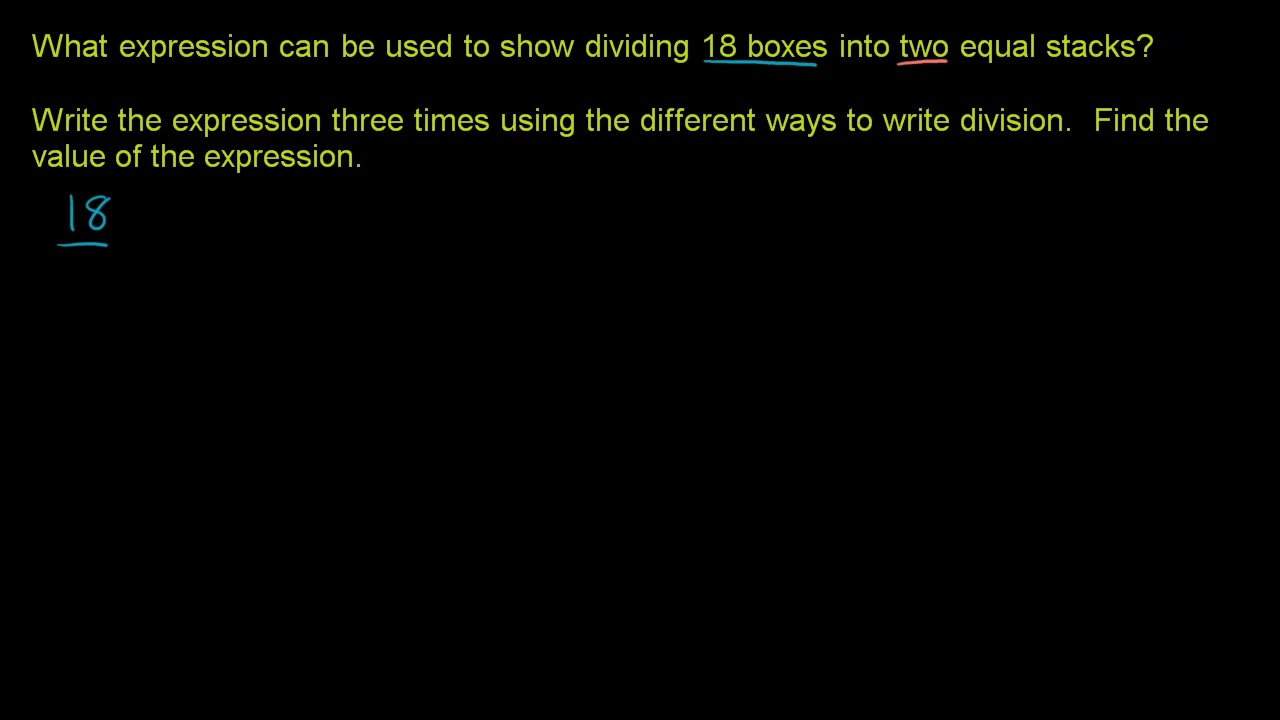 What expression can be used to show dividing 18 boxes into two equal stacks?
Write the expression three times using the different ways to write division. Find the
value of the expression.
18